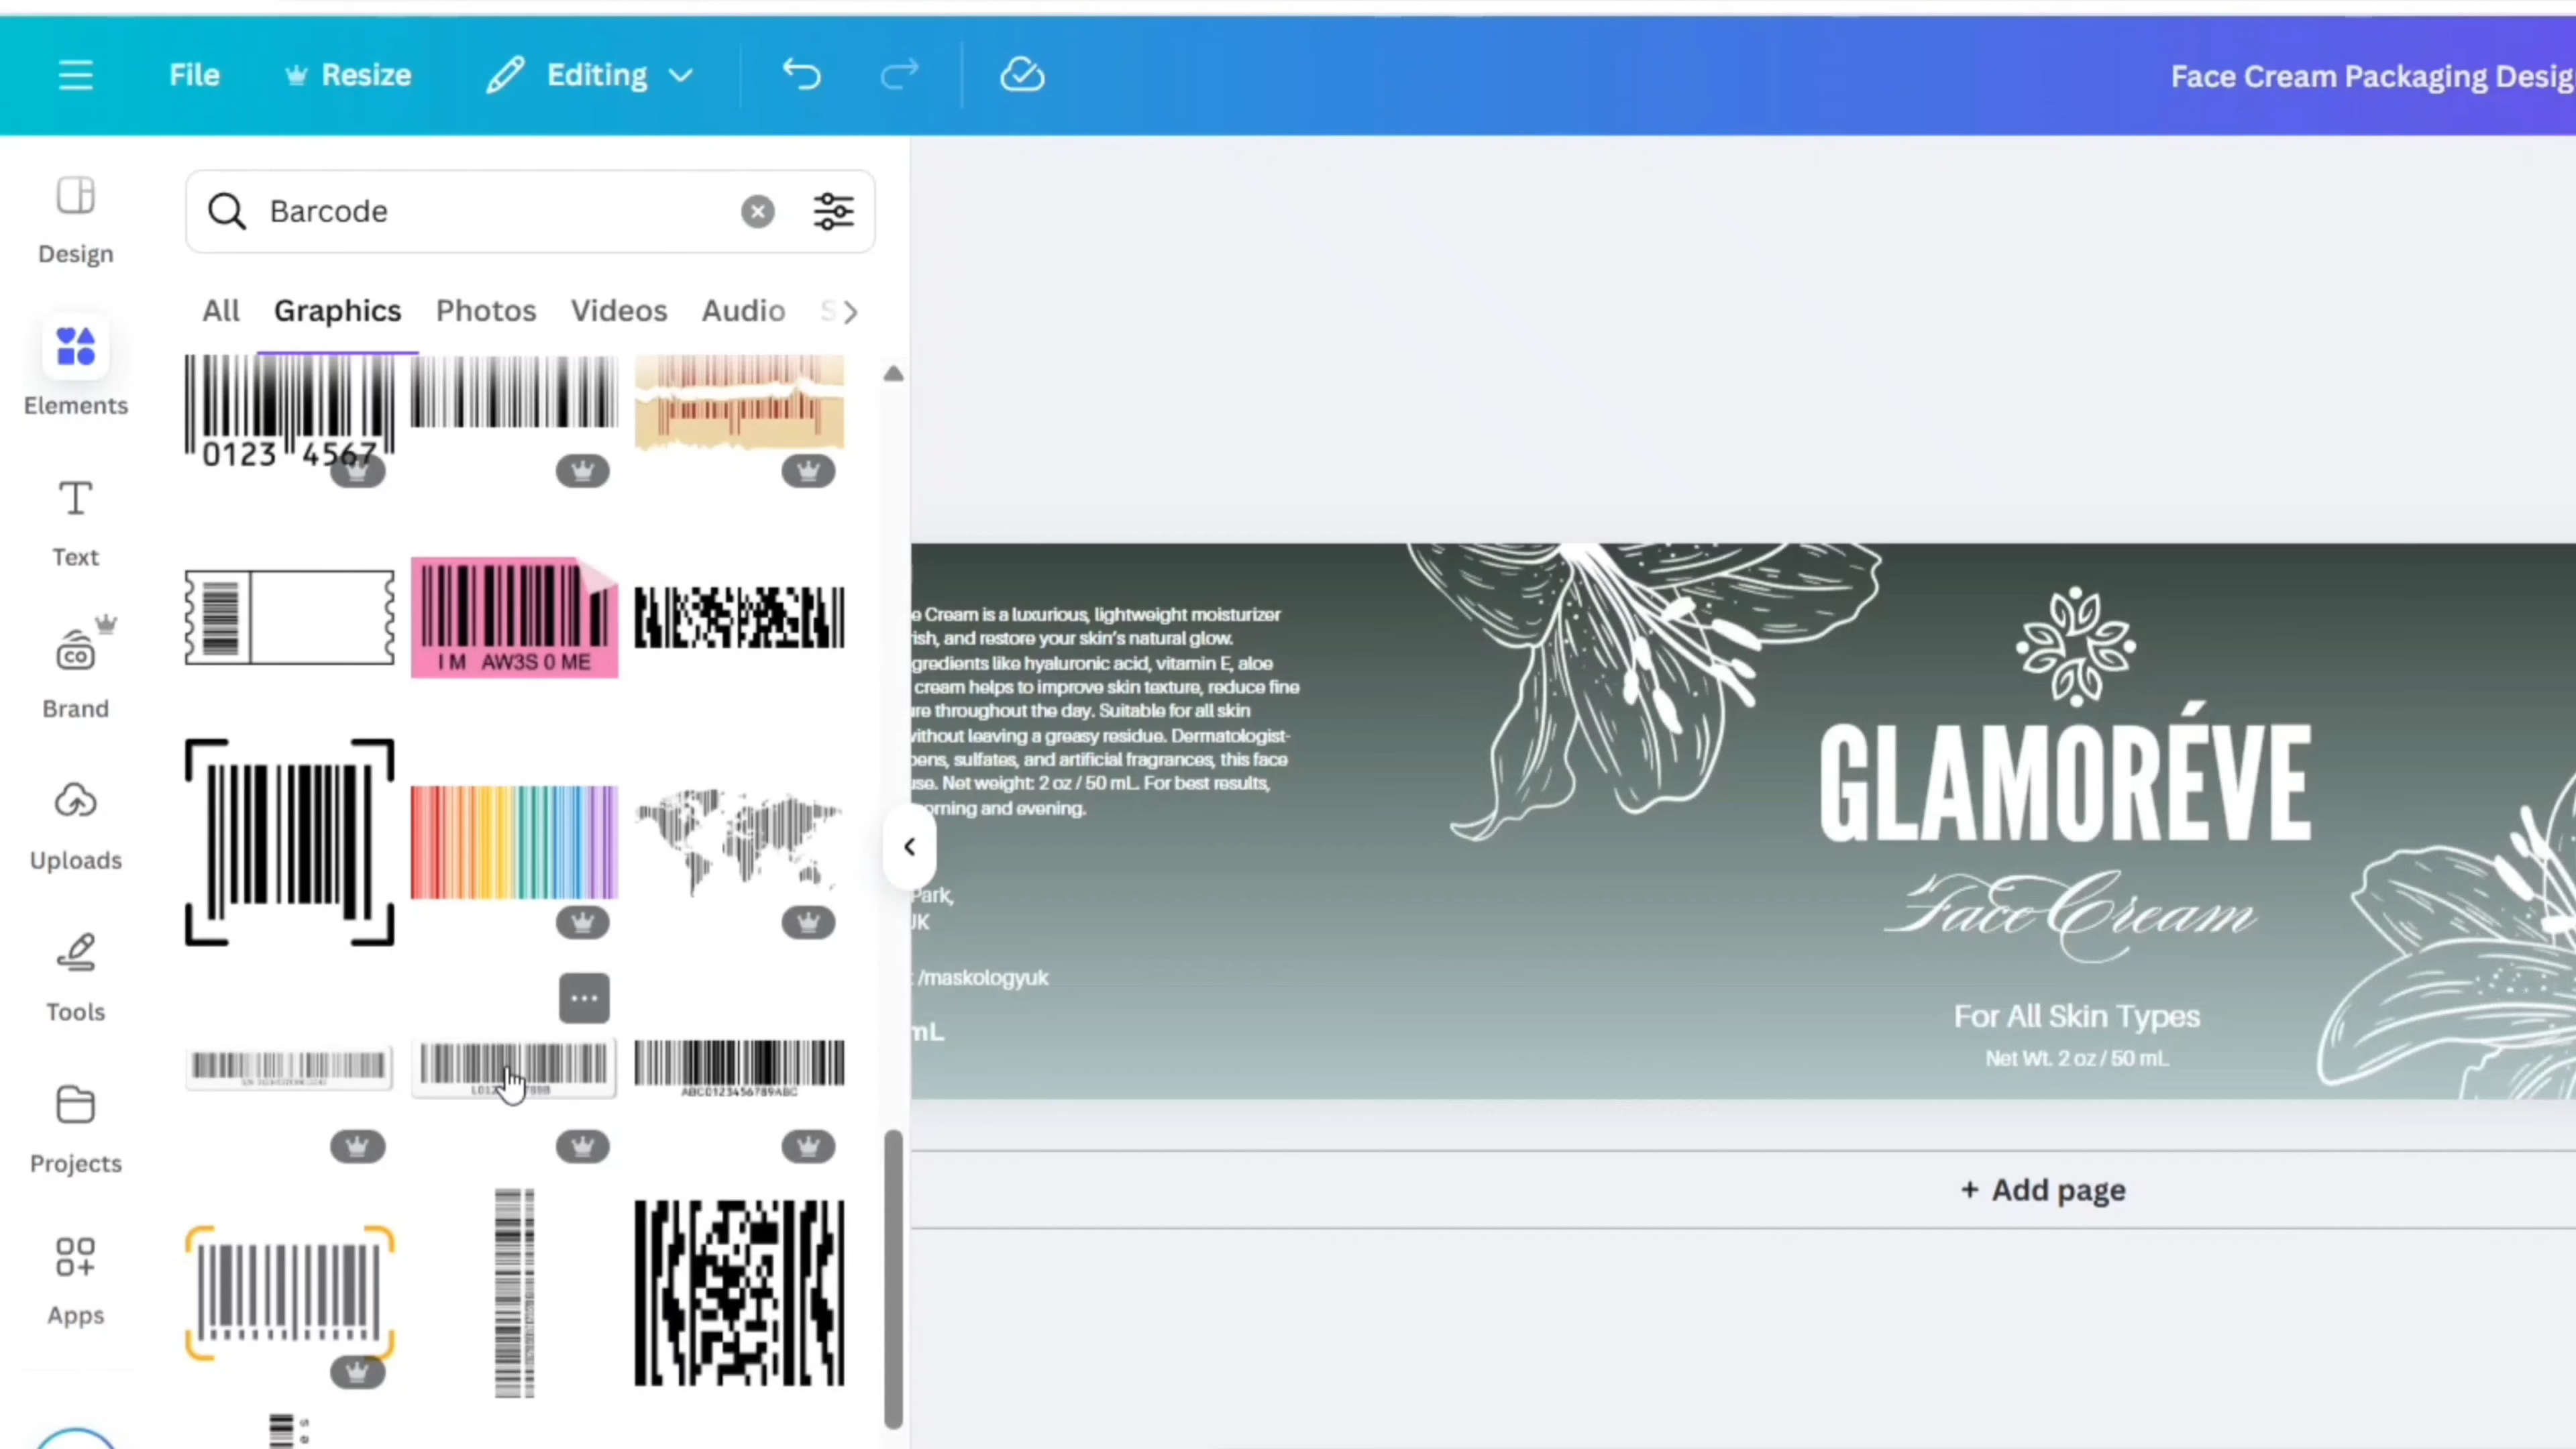 File
Resize
Editing
Face Cream Packaging Desig
Design
Elements
Text
Brand
Uploads
Tools
Projects
Apps
Barcode
All
Graphics
Photos
Videos
Audio
0123 4567
I M AW3S 0 ME
ABC0123456789ABC
e Cream is a luxurious, lightweight moisturizer
rish, and restore your skin's natural glow.
gredients like hyaluronic acid, vitamin E, aloe
cream helps to improve skin texture, reduce fine
re throughout the day. Suitable for all skin
without leaving a greasy residue. Dermatologist-
bens, sulfates, and artificial fragrances, this face
use. Net weight: 2 oz / 50 mL. For best results,
orning and evening.
Park,
UK
/maskologyuk
mL
GLAMORÉVE
Face Cream
For All Skin Types
Net Wt. 2 oz / 50 mL
+ Add page